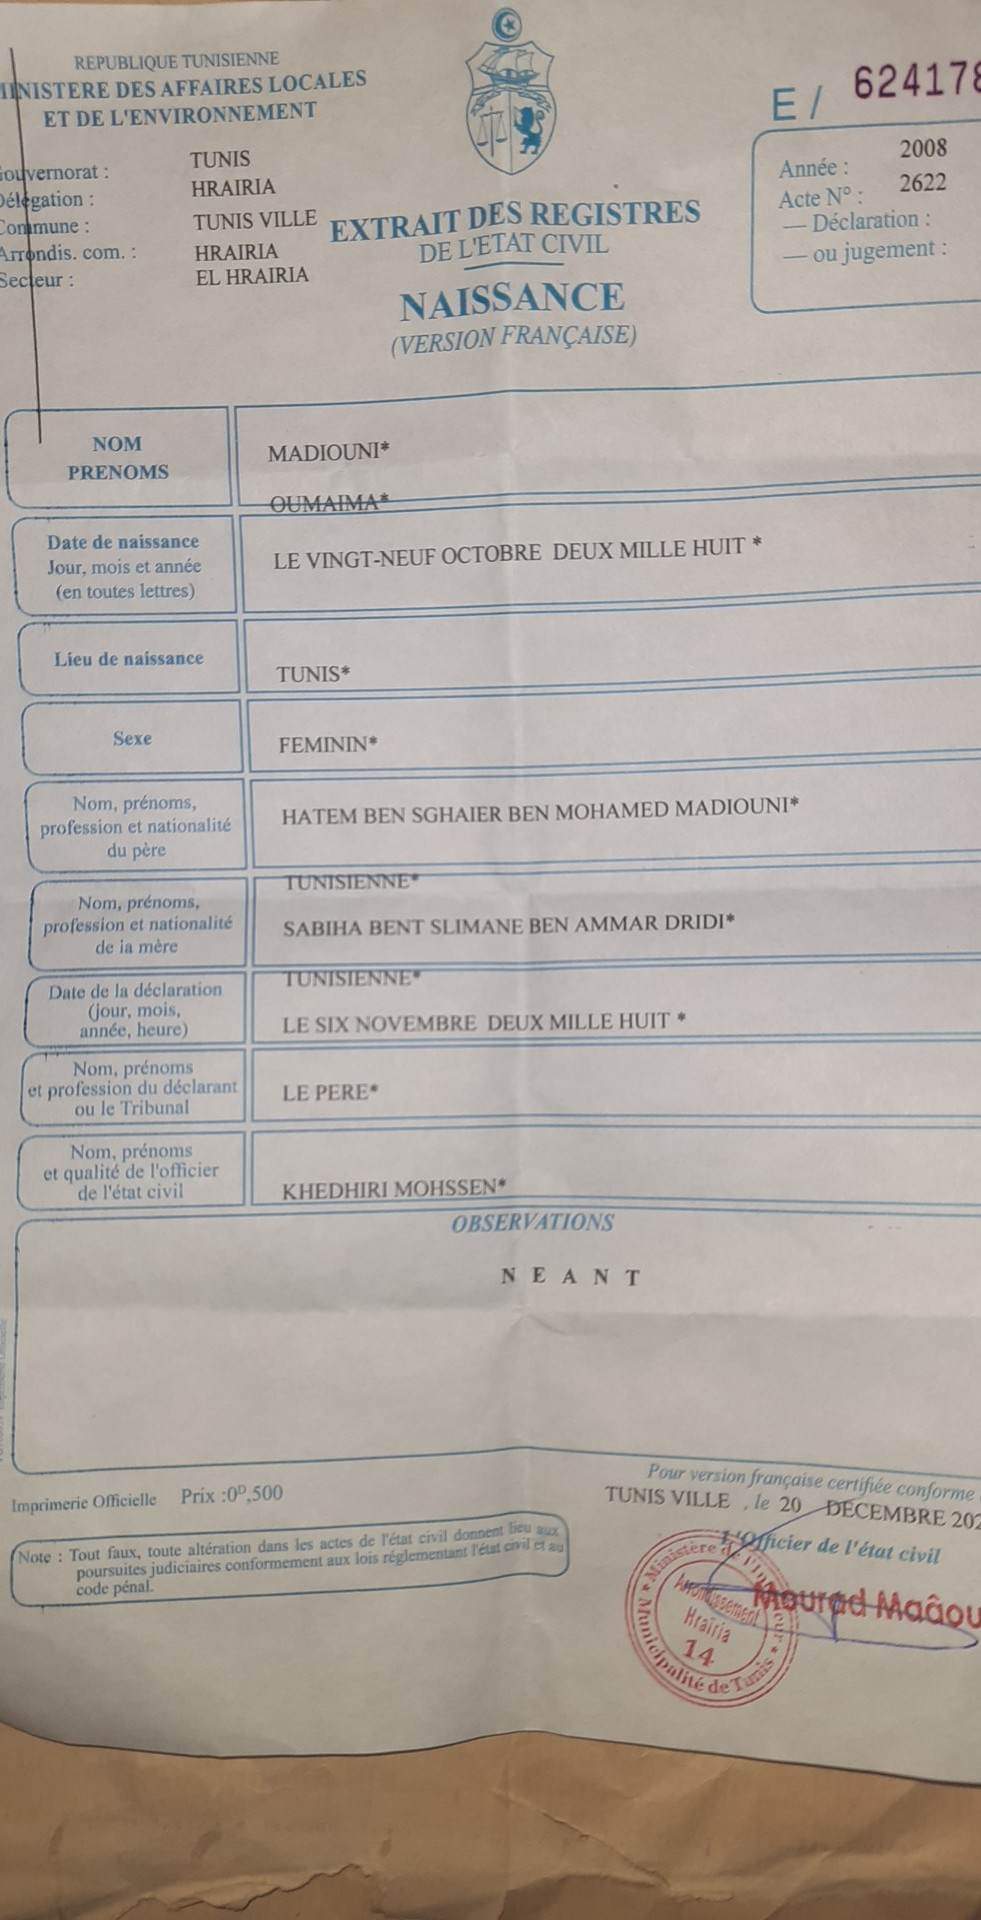 REPUBLIQUE TUNISIENNE
MINISTERE DES AFFAIRES LOCALES
ET DE L'ENVIRONNEMENT
Gouvernorat : TUNIS
Délégation : HRAIRIA
Commune : TUNIS VILLE
Arrondis. com. : HRAIRIA
Secteur : EL HRAIRIA
EXTRAIT DES REGISTRES
DE L'ETAT CIVIL
NAISSANCE
(VERSION FRANÇAISE)
E / 624178
Année : 2008
Acte N° : 2622
— Déclaration :
— ou jugement :
NOM
PRENOMS
MADIOUNI*
OUMAIMA*
Date de naissance
Jour, mois et année
(en toutes lettres)
LE VINGT-NEUF OCTOBRE DEUX MILLE HUIT *
Lieu de naissance
TUNIS*
Sexe
FEMININ*
Nom, prénoms,
profession et nationalité
du père
HATEM BEN SGHAIER BEN MOHAMED MADIOUNI*
TUNISIENNE*
Nom, prénoms,
profession et nationalité
de la mère
SABIHA BENT SLIMANE BEN AMMAR DRIDI*
TUNISIENNE*
Date de la déclaration
(jour, mois,
année, heure)
LE SIX NOVEMBRE DEUX MILLE HUIT *
Nom, prénoms
et profession du déclarant
ou le Tribunal
LE PERE*
Nom, prénoms
et qualité de l'officier
de l'état civil
KHEDHIRI MOHSSEN*
OBSERVATIONS
N E A N T
Imprimerie Officielle Prix :0ᴰ,500
Note : Tout faux, toute altération dans les actes de l'état civil donnent lieu aux
poursuites judiciaires conformement aux lois réglementant l'état civil et au
code pénal.
Pour version française certifiée conforme
TUNIS VILLE , le 20 DECEMBRE 202
L'Officier de l'état civil
Mourad Maâou
Ministère de l'Intérieur
Arrondissement
Hrairia
14
Municipalité de Tunis